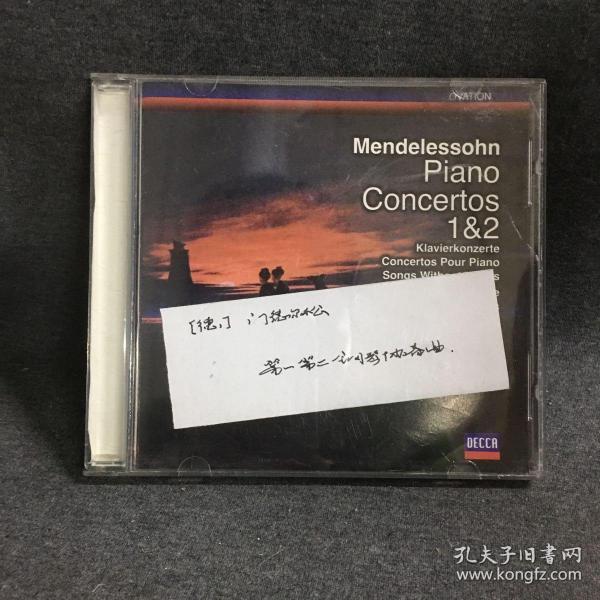 OVATION
Mendelessohn
Piano
Concertos
1&2
Klavierkonzerte
Concertos Pour Piano
Songs
[德] 门德尔松
第一第二钢琴协奏曲.
DECCA
孔夫子旧书网
www.kongfz.com